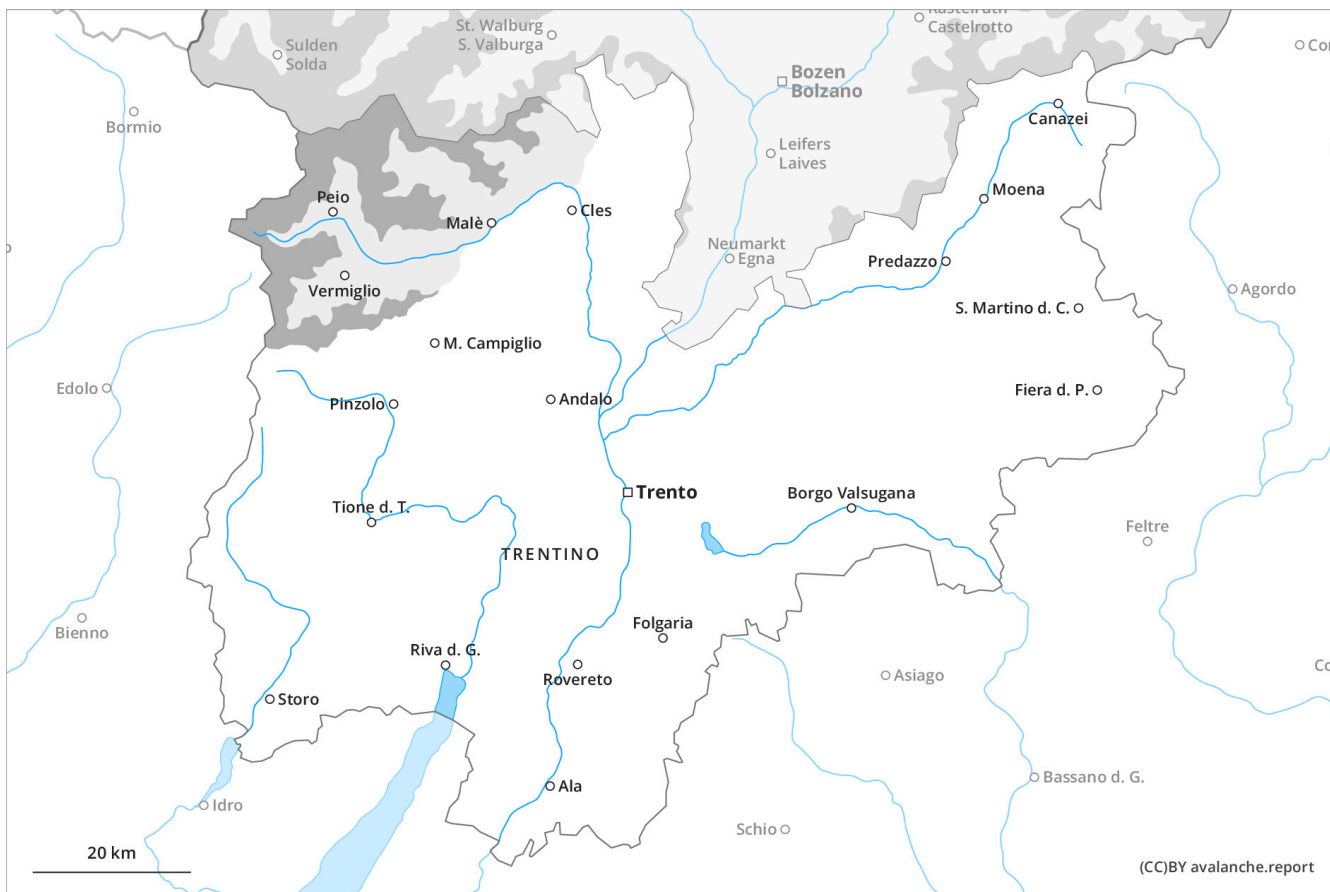 Kastelruth
Castelrotto
St. Walburg
S. Valburga
Sulden
Solda
Bozen
Bolzano
Bormio
Canazei
Leifers
Laives
Moena
Peio
Cles
Malè
Neumarkt
Egna
Predazzo
Vermiglio
Agordo
S. Martino d. C.
M. Campiglio
Edolo
Andalo
Fiera d. P.
Pinzolo
Trento
Borgo Valsugana
Tione d. T.
Feltre
TRENTINO
Bienno
Folgaria
Riva d. G.
Rovereto
Asiago
Storo
Bassano d. G.
Ala
Idro
Schio
20 km
(CC)BY avalanche.report